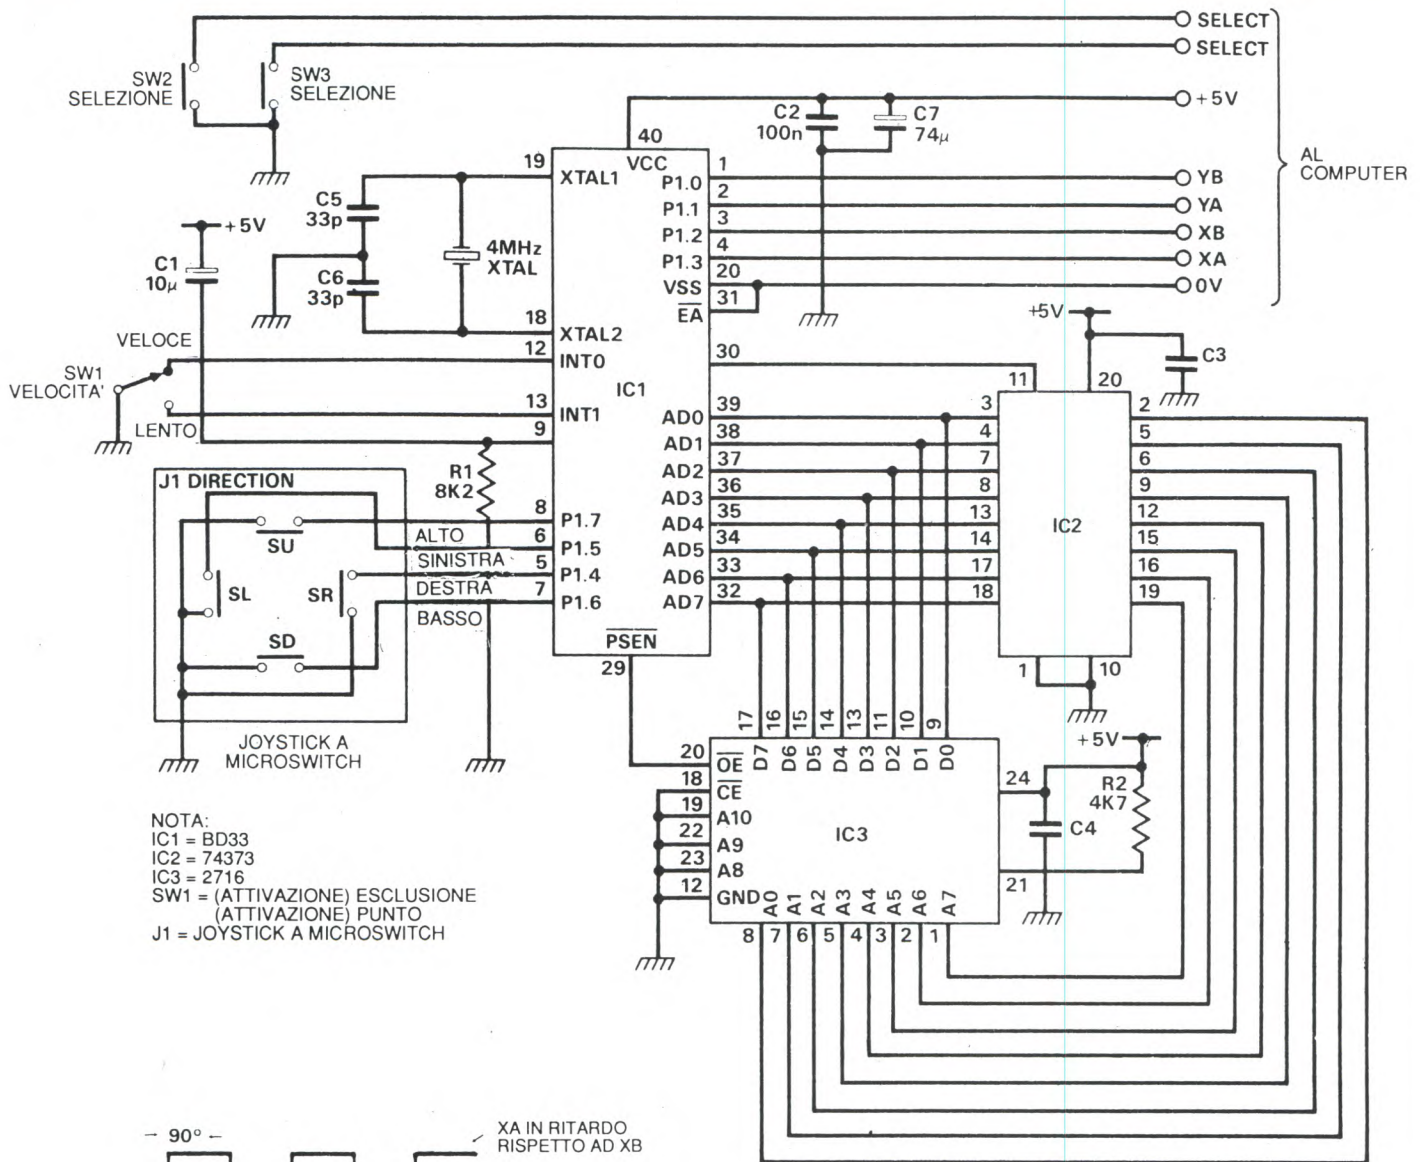 SELECT
SELECT
SW2
SELEZIONE
SW3
SELEZIONE
+5V
C2
100n
C7
74µ
AL
COMPUTER
40
VCC
19
XTAL1
C5
33p
4MHz
XTAL
C6
33p
18
XTAL2
+5V
C1
10µ
1
P1.0
YB
2
P1.1
YA
3
P1.2
XB
4
P1.3
XA
20
VSS
0V
31
EA
VELOCE
SW1
VELOCITA'
LENTO
12
INT0
13
INT1
9
IC1
30
+5V
C3
11
20
39
AD0
3
2
38
AD1
4
5
37
AD2
7
6
36
AD3
8
9
35
AD4
13
12
34
AD5
14
15
33
AD6
17
16
32
AD7
18
19
IC2
1
10
R1
8K2
J1 DIRECTION
SU
SL
SR
SD
8
P1.7
ALTO
6
P1.5
SINISTRA
5
P1.4
DESTRA
7
P1.6
BASSO
PSEN
29
JOYSTICK A
MICROSWITCH
17
16
15
14
13
11
10
9
D7
D6
D5
D4
D3
D2
D1
D0
20
OE
18
CE
19
A10
22
A9
23
A8
12
GND
IC3
24
21
+5V
R2
4K7
C4
A0
A1
A2
A3
A4
A5
A6
A7
8
7
6
5
4
3
2
1
NOTA:
IC1 = BD33
IC2 = 74373
IC3 = 2716
SW1 = (ATTIVAZIONE) ESCLUSIONE
(ATTIVAZIONE) PUNTO
J1 = JOYSTICK A MICROSWITCH
90°
XA IN RITARDO
RISPETTO AD XB